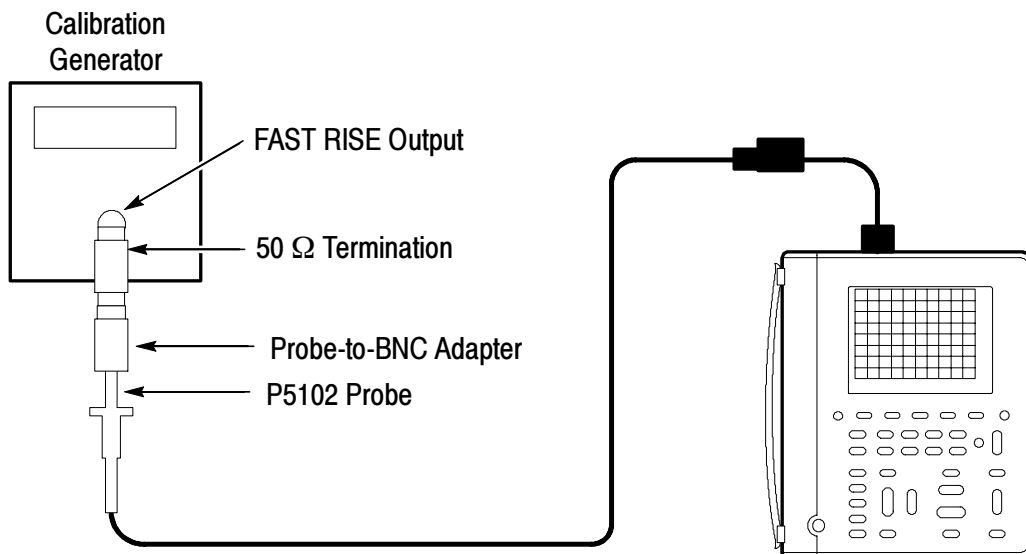 Calibration
Generator
FAST RISE Output
50 Ω Termination
Probe-to-BNC Adapter
P5102 Probe